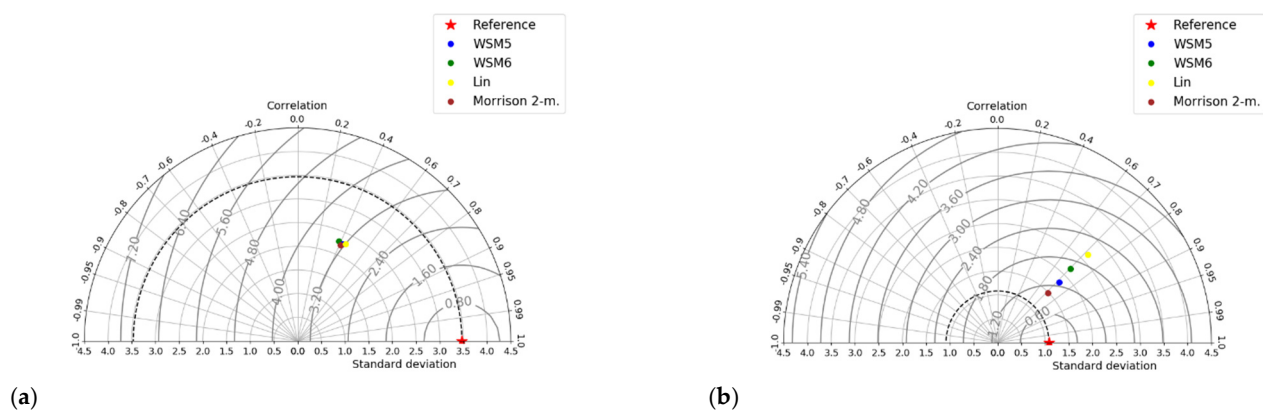 Reference
WSM5
WSM6
Lin
Morrison 2-m.
Correlation
-0.99 -0.95 -0.9 -0.8 -0.7 -0.6 -0.4 -0.2 0.0 0.2 0.4 0.6 0.7 0.8 0.9 0.95 0.99 1.0
-1.0
7.20 6.40 5.60 4.80 4.00 3.20 2.40 1.60 0.80
4.5 4.0 3.5 3.0 2.5 2.0 1.5 1.0 0.5 0.0 0.5 1.0 1.5 2.0 2.5 3.0 3.5 4.0 4.5
Standard deviation
(a)
Reference
WSM5
WSM6
Lin
Morrison 2-m.
Correlation
-0.99 -0.95 -0.9 -0.8 -0.7 -0.6 -0.4 -0.2 0.0 0.2 0.4 0.6 0.7 0.8 0.9 0.95 0.99 1.0
-1.0
5.40 4.80 4.20 3.60 3.00 2.40 1.80 1.20
4.5 4.0 3.5 3.0 2.5 2.0 1.5 1.0 0.5 0.0 0.5 1.0 1.5 2.0 2.5 3.0 3.5 4.0 4.5
Standard deviation
(b)